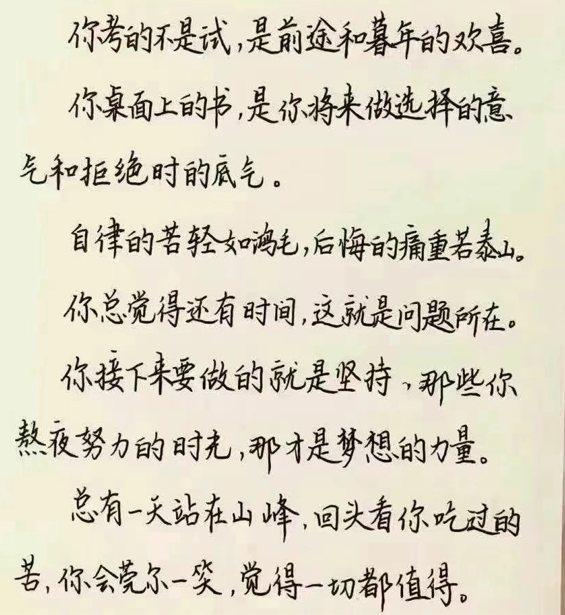 你考的不是试,是前途和暮年的欢喜。
你桌面上的书,是你将来做选择的意
气和拒绝时的底气。
自律的苦轻如鸿毛,后悔的痛重若泰山。
你总觉得还有时间,这就是问题所在。
你接下来要做的就是坚持、那些你
熬夜努力的时光,那才是梦想的力量。
总有一天站在山峰,回头看你吃过的
苦,你会莞尔一笑,觉得一切都值得。